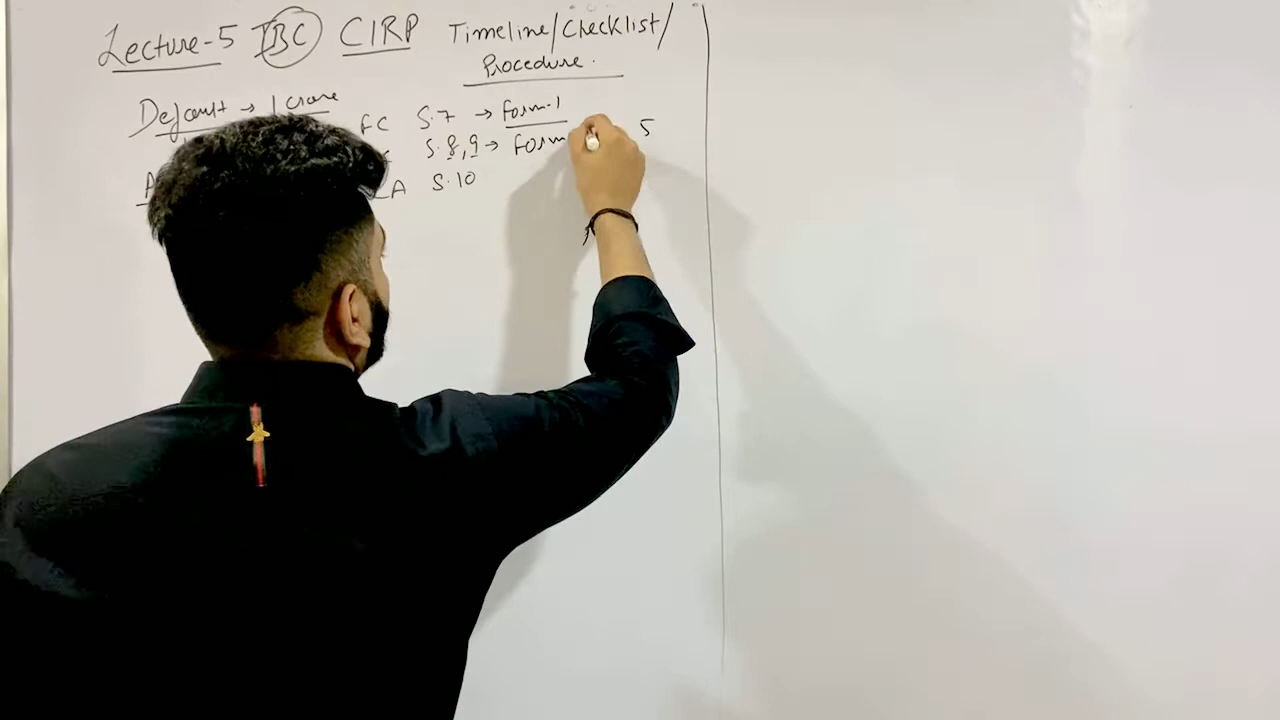 Lecture-5 IBC CIRP Timeline/Checklist/
Procedure.
Default → 1 crore
FC S.7 → Form-1
S.8,9 → Form 5
A S.10